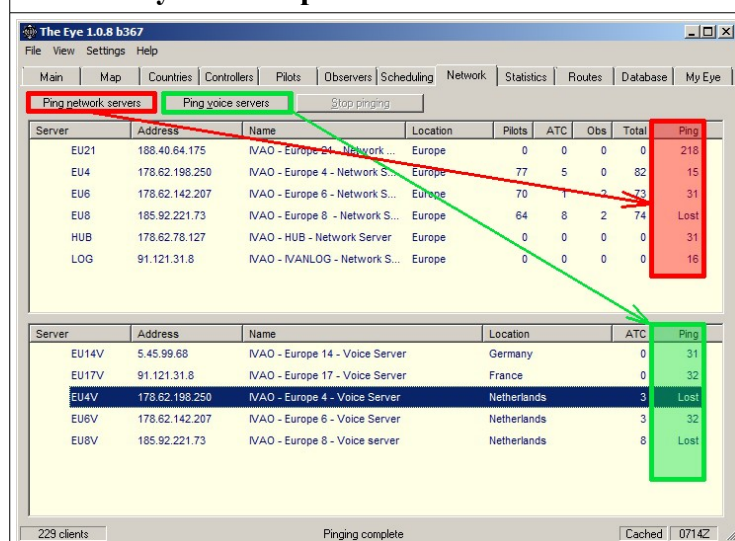 The Eye 1.0.8 b367
File View Settings Help
Main Map Countries Controllers Pilots Observers Scheduling Network Statistics Routes Database My Eye
Ping network servers Ping voice servers Stop pinging
Server Address Name Location Pilots ATC Obs Total Ping
EU21 188.40.64.175 IVAO - Europe 21 - Network ... Europe 0 0 0 0 218
EU4 178.62.198.250 IVAO - Europe 4 - Network S... Europe 77 5 0 82 15
EU6 178.62.142.207 IVAO - Europe 6 - Network S... Europe 70 1 2 73 31
EU8 185.92.221.73 IVAO - Europe 8 - Network S... Europe 64 8 2 74 Lost
HUB 178.62.78.127 IVAO - HUB - Network Server Europe 0 0 0 0 31
LOG 91.121.31.8 IVAO - IVANLOG - Network S... Europe 0 0 0 0 16
Server Address Name Location ATC Ping
EU14V 5.45.99.68 IVAO - Europe 14 - Voice Server Germany 0 31
EU17V 91.121.31.8 IVAO - Europe 17 - Voice Server France 0 32
EU4V 178.62.198.250 IVAO - Europe 4 - Voice Server Netherlands 3 Lost
EU6V 178.62.142.207 IVAO - Europe 6 - Voice Server Netherlands 3 32
EU8V 185.92.221.73 IVAO - Europe 8 - Voice server Netherlands 8 Lost
229 clients Pinging complete Cached 0714Z